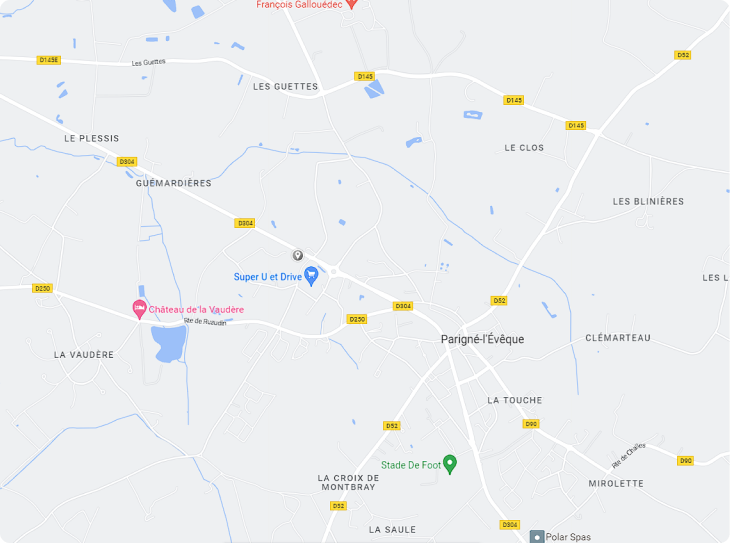 François Gallouédec
D52
D145E
Les Guettes
D145
LES GUETTES
D145
D145
LE PLESSIS
LE CLOS
D304
GUÉMARDIÈRES
LES BLINIÈRES
D304
Super U et Drive
LES L
D250
D52
D304
Château de la Vaudère
D250
Rte de Ruaudin
Parigné-l'Évêque
CLÉMARTEAU
LA VAUDÈRE
LA TOUCHE
D52
D90
Rte de Challes
D90
Stade De Foot
LA CROIX DE
MONTBRAY
MIROLETTE
D52
D304
LA SAULE
Polar Spas